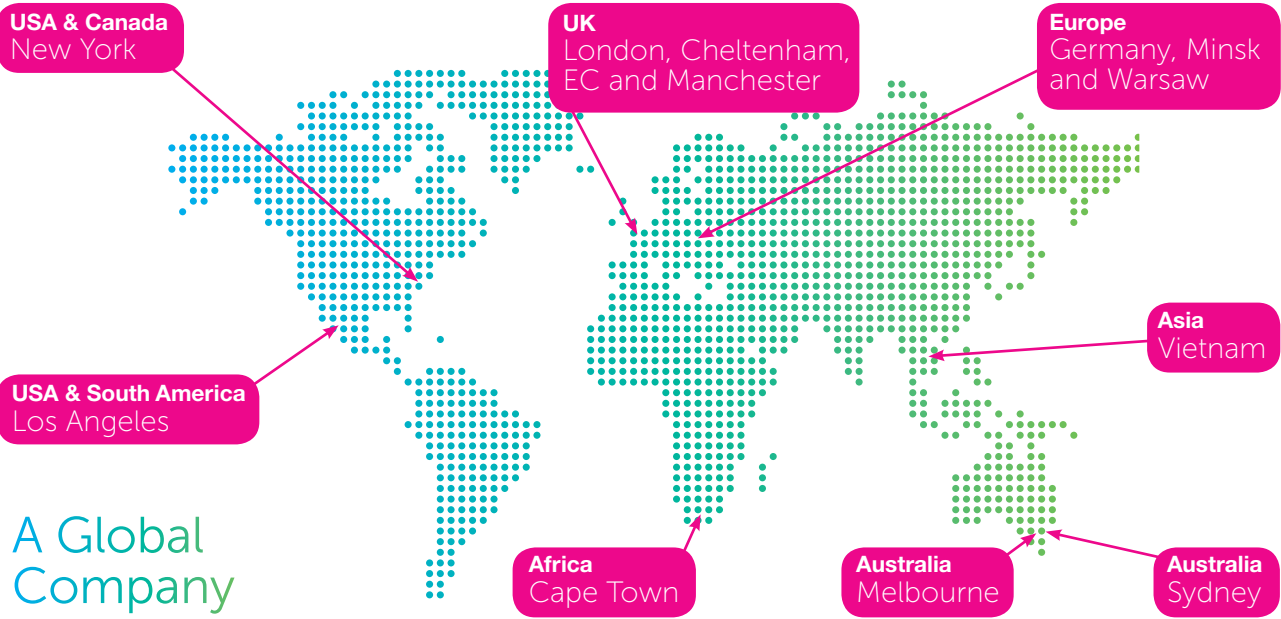 USA & Canada
New York
UK
London, Cheltenham,
EC and Manchester
Europe
Germany, Minsk
and Warsaw
Asia
Vietnam
USA & South America
Los Angeles
A Global
Company
Africa
Cape Town
Australia
Melbourne
Australia
Sydney